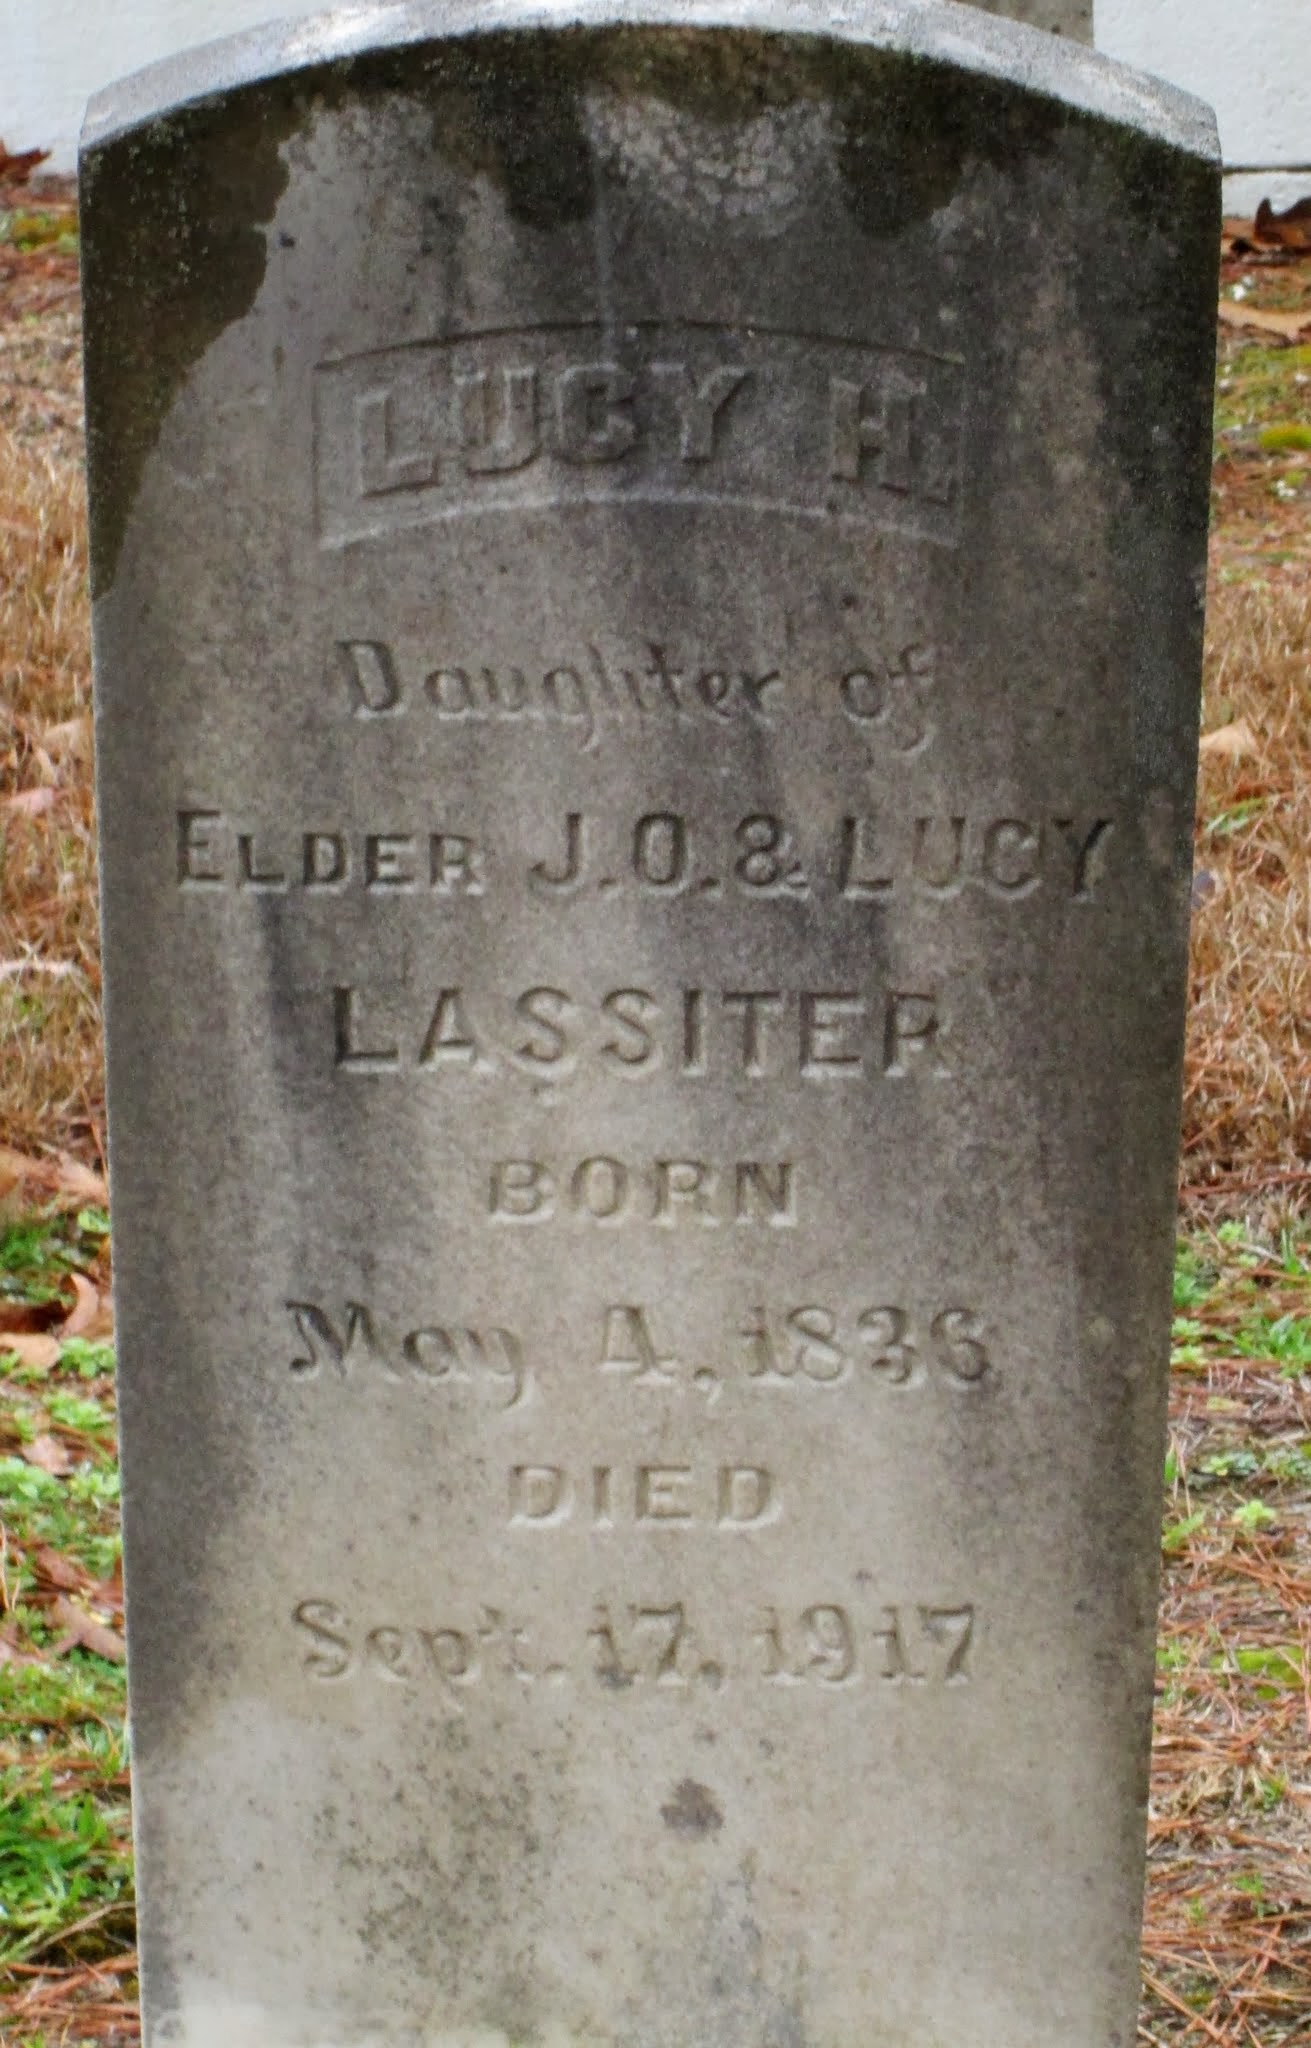 LUCY H.
Daughter of
ELDER J.O. & LUCY
LASSITER
BORN
May 4, 1836
DIED
Sept. 17, 1917